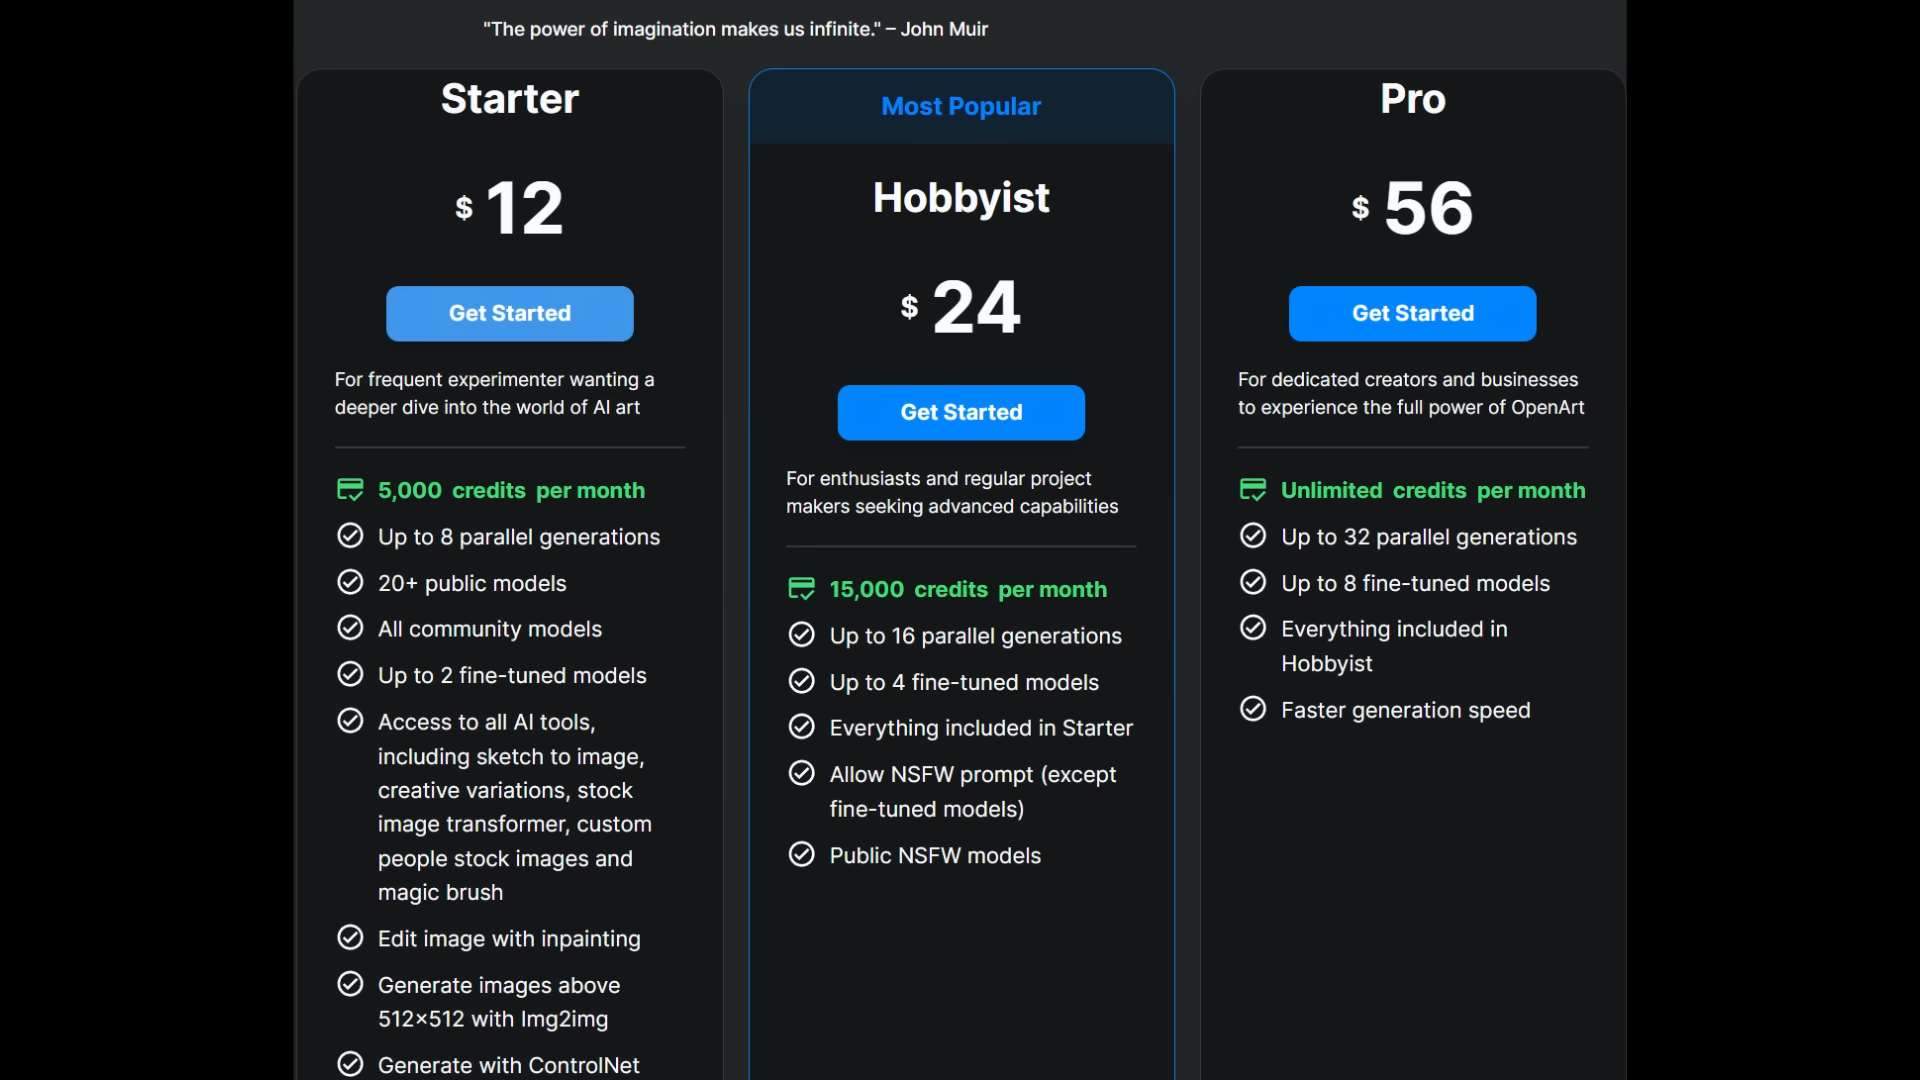 "The power of imagination makes us infinite." – John Muir
Starter
$ 12
Get Started
For frequent experimenter wanting a
deeper dive into the world of AI art
5,000 credits per month
Up to 8 parallel generations
20+ public models
All community models
Up to 2 fine-tuned models
Access to all AI tools,
including sketch to image,
creative variations, stock
image transformer, custom
people stock images and
magic brush
Edit image with inpainting
Generate images above
512×512 with Img2img
Generate with ControlNet
Most Popular
Hobbyist
$ 24
Get Started
For enthusiasts and regular project
makers seeking advanced capabilities
15,000 credits per month
Up to 16 parallel generations
Up to 4 fine-tuned models
Everything included in Starter
Allow NSFW prompt (except
fine-tuned models)
Public NSFW models
Pro
$ 56
Get Started
For dedicated creators and businesses
to experience the full power of OpenArt
Unlimited credits per month
Up to 32 parallel generations
Up to 8 fine-tuned models
Everything included in
Hobbyist
Faster generation speed